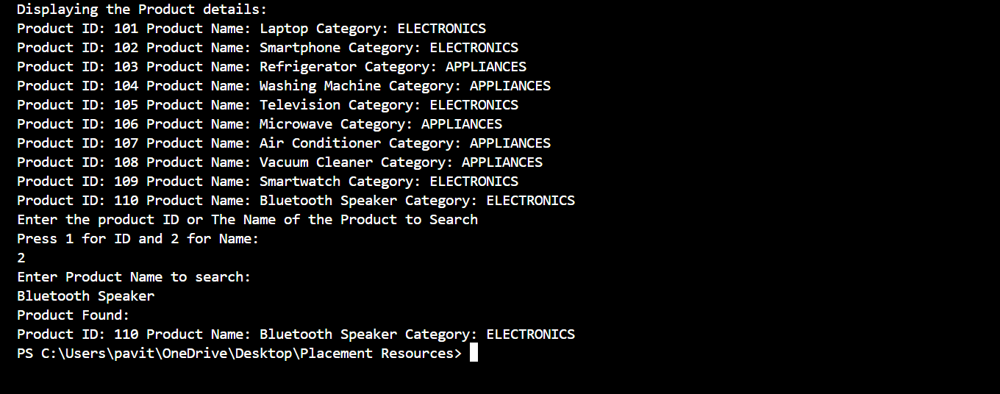 Displaying the Product details:
Product ID: 101 Product Name: Laptop Category: ELECTRONICS
Product ID: 102 Product Name: Smartphone Category: ELECTRONICS
Product ID: 103 Product Name: Refrigerator Category: APPLIANCES
Product ID: 104 Product Name: Washing Machine Category: APPLIANCES
Product ID: 105 Product Name: Television Category: ELECTRONICS
Product ID: 106 Product Name: Microwave Category: APPLIANCES
Product ID: 107 Product Name: Air Conditioner Category: APPLIANCES
Product ID: 108 Product Name: Vacuum Cleaner Category: APPLIANCES
Product ID: 109 Product Name: Smartwatch Category: ELECTRONICS
Product ID: 110 Product Name: Bluetooth Speaker Category: ELECTRONICS
Enter the product ID or The Name of the Product to Search
Press 1 for ID and 2 for Name:
2
Enter Product Name to search:
Bluetooth Speaker
Product Found:
Product ID: 110 Product Name: Bluetooth Speaker Category: ELECTRONICS
PS C:\Users\pavit\OneDrive\Desktop\Placement Resources>